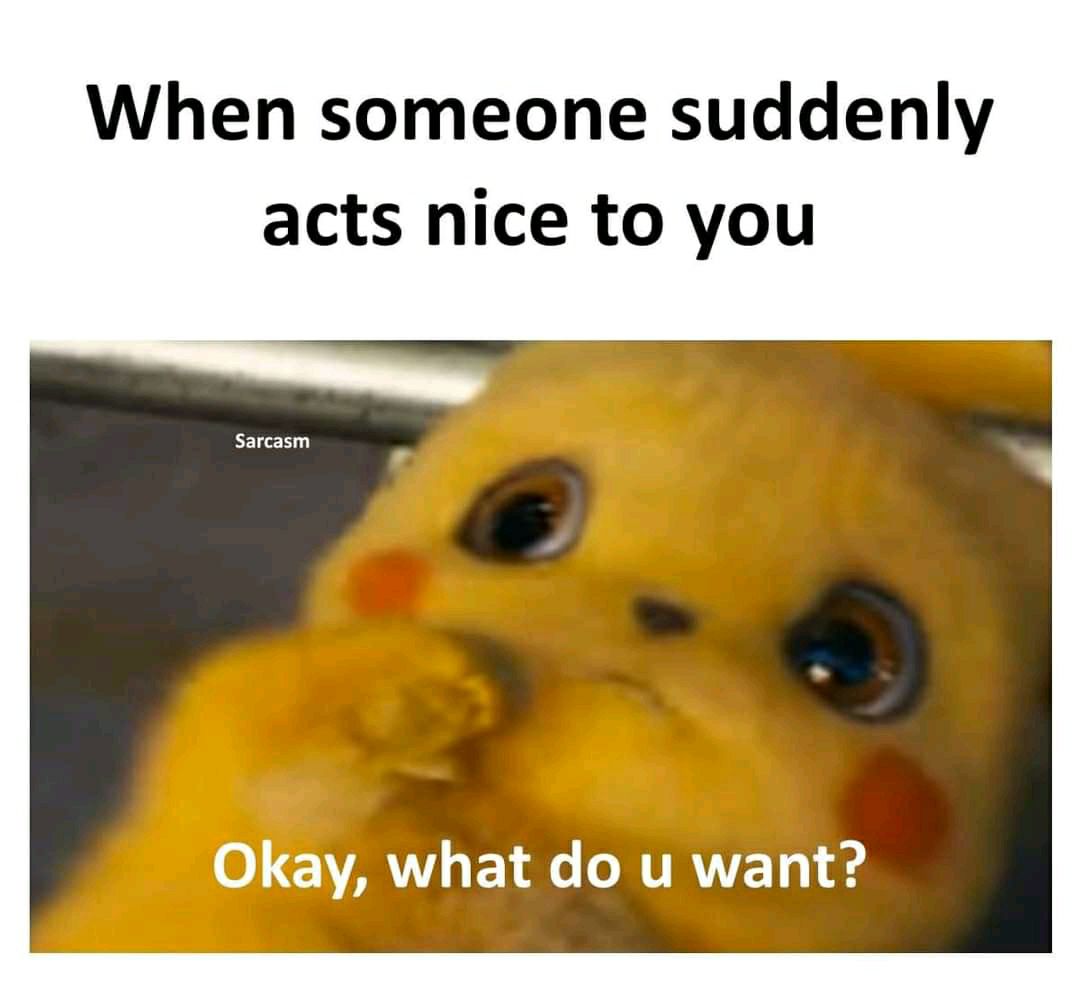 When someone suddenly
acts nice to you
Sarcasm
Okay, what do u want?